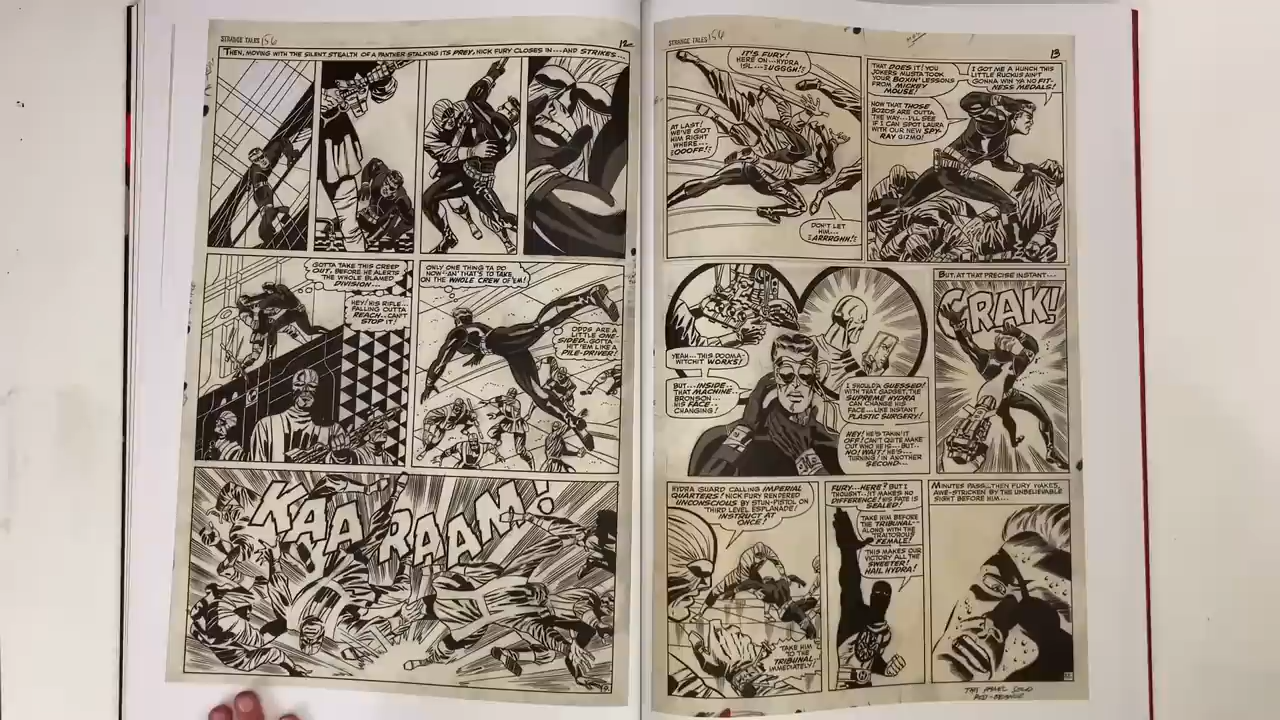 STRANGE TALES 156
12
THEN, MOVING WITH THE SILENT STEALTH OF A PANTHER STALKING ITS PREY, NICK FURY CLOSES IN...AND STRIKES...
GOTTA TAKE THIS CREEP
OUT, BEFORE HE ALERTS
THE WHOLE BLAMED
DIVISION...
HEY! HIS RIFLE...
FALLING OUTTA
REACH...CAN'T
STOP IT!
ONLY ONE THING TA DO
NOW--AN' THAT'S TO TAKE
ON THE WHOLE CREW OF 'EM!
ODDS ARE A
LITTLE ONE-
SIDED...GOTTA
HIT 'EM LIKE A
PILE-DRIVER!
KAA RAAM!
9
STRANGE TALES 156
13
IT'S FURY!
HERE ON...HYDRA
ISL...UGGGH!
AT LAST,
WE'VE GOT
HIM RIGHT
WHERE...
OOOFF!
DON'T LET
HIM...
ARRRGHH!
THAT DOES IT! YOU
JOKERS MUSTA TOOK
YOUR BOXIN' LESSONS
FROM MICKEY
MOUSE!
I GOT ME A HUNCH THIS
LITTLE RUCKUS AIN'T
GONNA WIN YA NO FIT-
NESS MEDALS!
NOW THAT THOSE
BOZOS ARE OUTTA
THE WAY...I'LL SEE
IF I CAN SPOT LAURA
WITH OUR NEW SPY-
RAY GIZMO!
YEAH...THIS DOOMA-
WITCHIT WORKS!
BUT...INSIDE
THAT MACHINE...
BRONSON...
HIS FACE...
CHANGING!
I SHOULDA GUESSED!
WITH THAT GADGET, THE
SUPREME HYDRA
CAN CHANGE HIS
FACE...LIKE INSTANT
PLASTIC SURGERY!
HEY! HE'S TAKIN' IT
OFF! CAN'T QUITE MAKE
OUT WHO HE IS...BUT...
NO! WAIT! HE'S...
TURNING! IN ANOTHER
SECOND...
BUT, AT THAT PRECISE INSTANT...
CRAK!
HYDRA GUARD CALLING IMPERIAL
QUARTERS! NICK FURY RENDERED
UNCONSCIOUS BY STUN-PISTOL ON
THIRD LEVEL ESPLANADE!
INSTRUCT AT
ONCE!
TAKE HIM
TO THE
TRIBUNAL
IMMEDIATELY!
FURY...HERE? BUT I
THOUGHT...IT MAKES NO
DIFFERENCE! HIS FATE IS
SEALED!
TAKE HIM BEFORE
THE TRIBUNAL--
ALONG WITH THE
TRAITOROUS
FEMALE!
THIS MAKES OUR
VICTORY ALL THE
SWEETER!
HAIL HYDRA!
MINUTES PASS...THEN FURY WAKES,
AWE-STRICKEN BY THE UNBELIEVABLE
SIGHT BEFORE HIM...
THIS PANEL